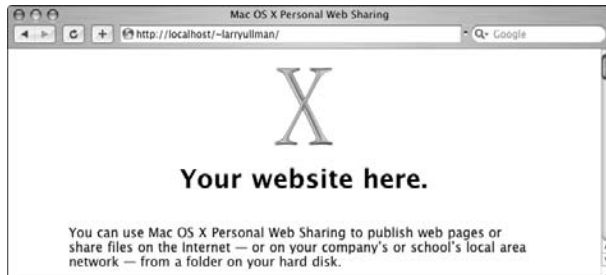 Mac OS X Personal Web Sharing
http://localhost/~larryullman/
Google
X
Your website here.
You can use Mac OS X Personal Web Sharing to publish web pages or
share files on the Internet — or on your company's or school's local area
network — from a folder on your hard disk.